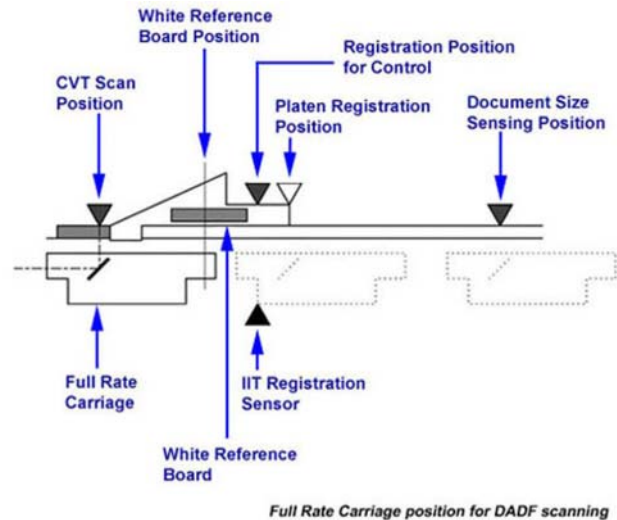 White Reference
Board Position
Registration Position
for Control
CVT Scan
Position
Platen Registration
Position
Document Size
Sensing Position
Full Rate
Carriage
IIT Registration
Sensor
White Reference
Board
Full Rate Carriage position for DADF scanning